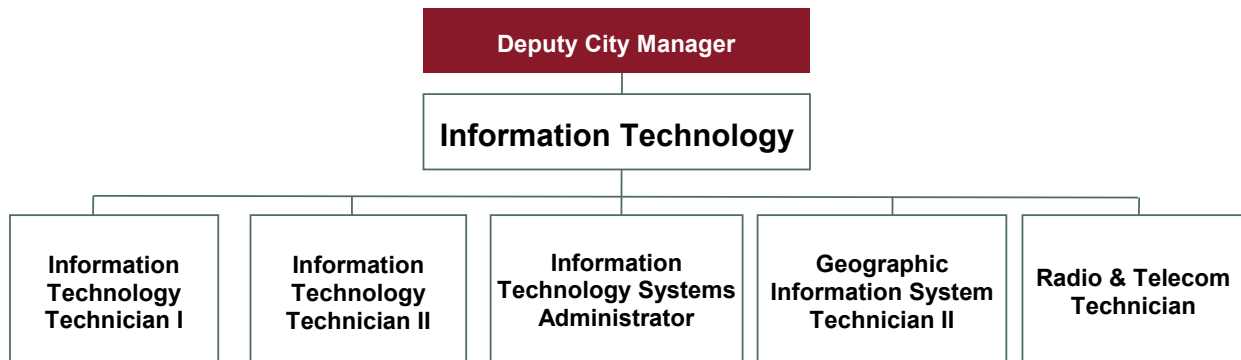 Deputy City Manager
Information Technology
Information
Technology
Technician I
Information
Technology
Technician II
Information
Technology Systems
Administrator
Geographic
Information System
Technician II
Radio & Telecom
Technician